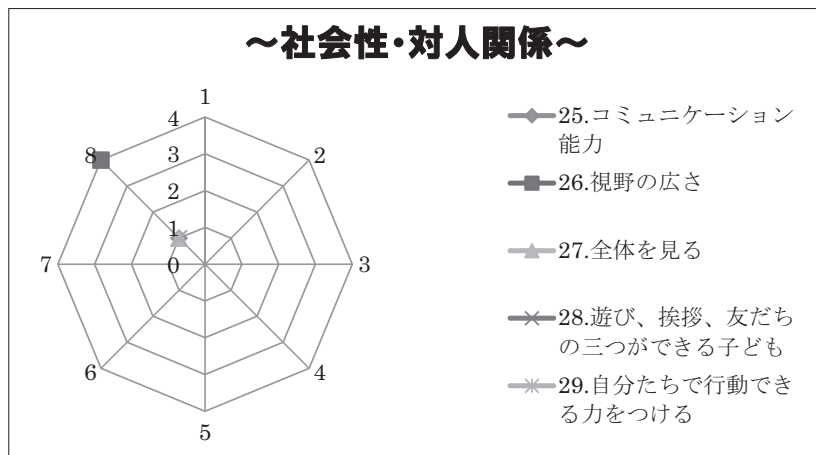 ～社会性・対人関係～
1
4
8
3
2
2
1
7
0
3
6
4
5
25.コミュニケーション
能力
26.視野の広さ
27.全体を見る
28.遊び、挨拶、友だち
の三つができる子ども
29.自分たちで行動でき
る力をつける